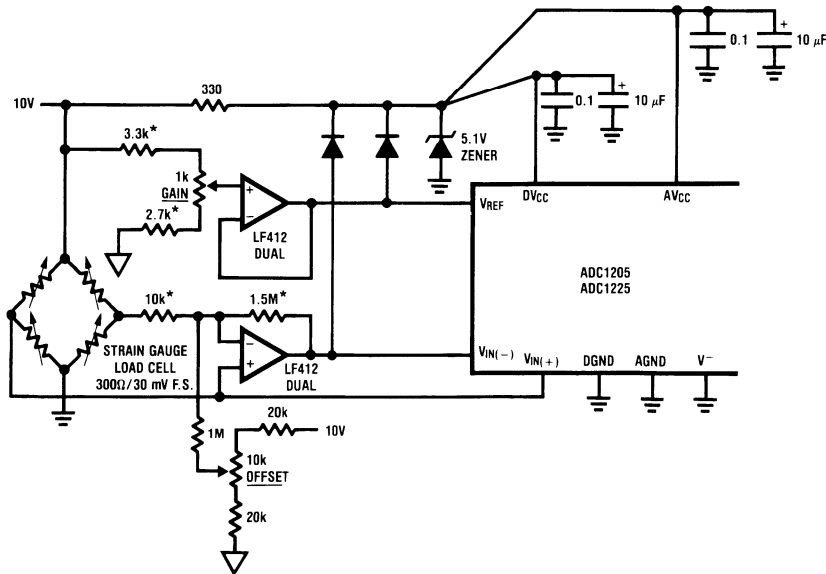 0.1
+
10 μF
0.1
+
10 μF
10V
330
3.3k*
1k
GAIN
2.7k*
+
−
LF412
DUAL
5.1V
ZENER
VREF
DVCC
AVCC
ADC1205
ADC1225
10k*
1.5M*
−
+
LF412
DUAL
STRAIN GAUGE
LOAD CELL
300Ω/30 mV F.S.
VIN(−)
VIN(+)
DGND
AGND
V−
1M
20k
10V
10k
OFFSET
20k